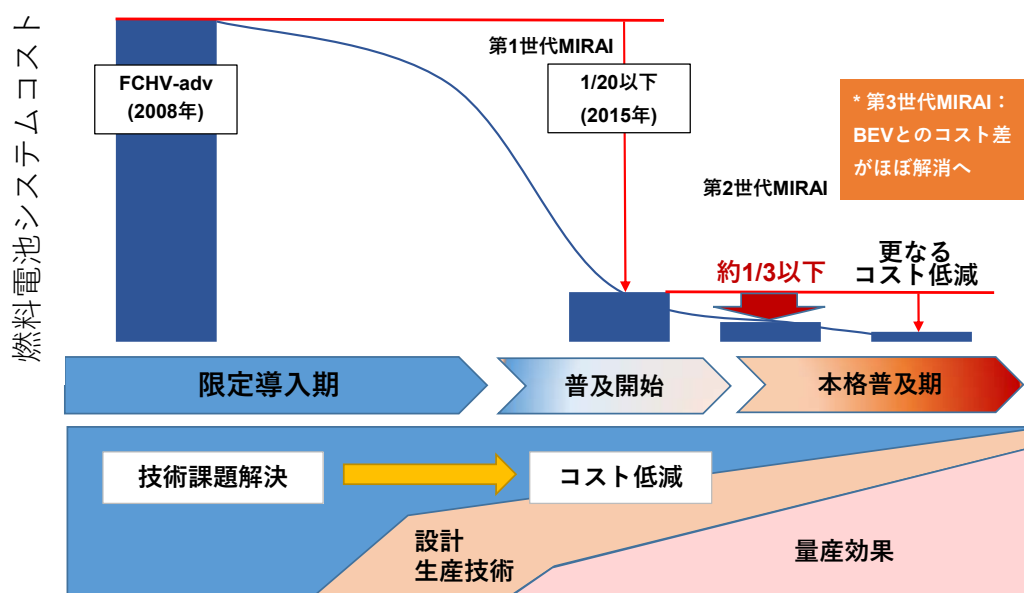 燃料電池システムコスト
FCHV-adv
(2008年)
第1世代MIRAI
1/20以下
(2015年)
* 第3世代MIRAI：
BEVとのコスト差
がほぼ解消へ
第2世代MIRAI
約1/3以下
更なる
コスト低減
限定導入期
普及開始
本格普及期
技術課題解決
コスト低減
設計
生産技術
量産効果